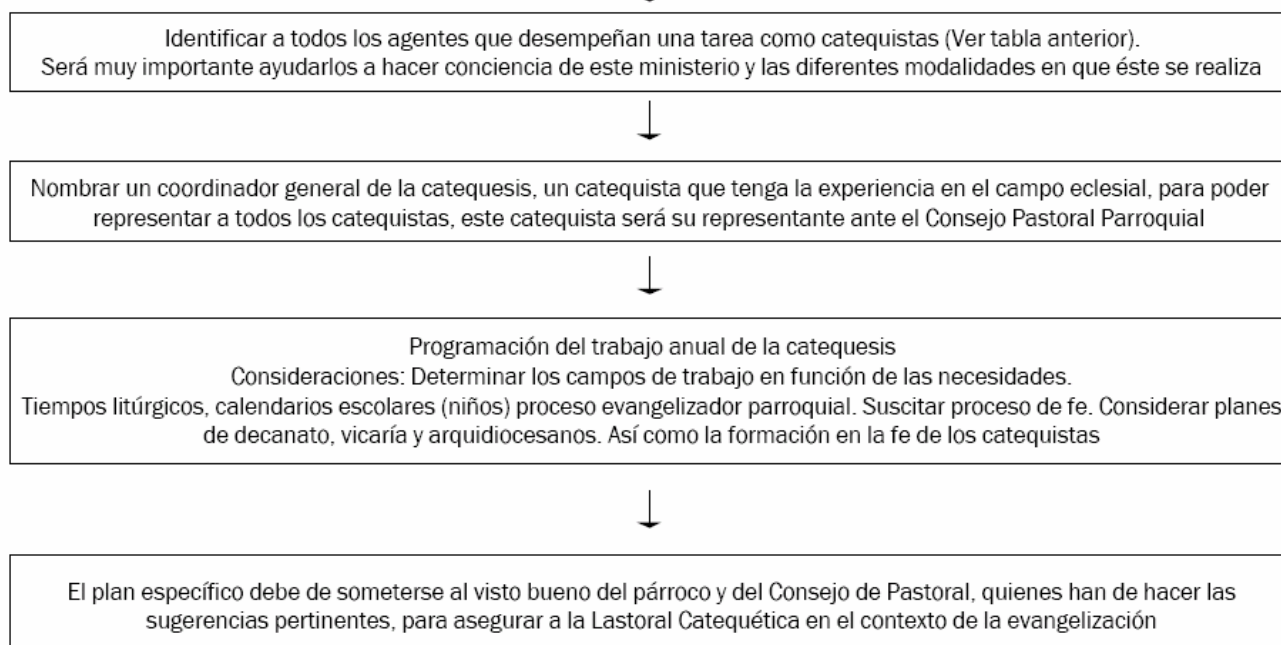 Identificar a todos los agentes que desempeñan una tarea como catequistas (Ver tabla anterior).
Será muy importante ayudarlos a hacer conciencia de este ministerio y las diferentes modalidades en que éste se realiza
Nombrar un coordinador general de la catequesis, un catequista que tenga la experiencia en el campo eclesial, para poder
representar a todos los catequistas, este catequista será su representante ante el Consejo Pastoral Parroquial
Programación del trabajo anual de la catequesis
Consideraciones: Determinar los campos de trabajo en función de las necesidades.
Tiempos litúrgicos, calendarios escolares (niños) proceso evangelizador parroquial. Suscitar proceso de fe. Considerar planes
de decanato, vicaría y arquidiocesanos. Así como la formación en la fe de los catequistas
El plan específico debe de someterse al visto bueno del párroco y del Consejo de Pastoral, quienes han de hacer las
sugerencias pertinentes, para asegurar a la Lastoral Catequética en el contexto de la evangelización